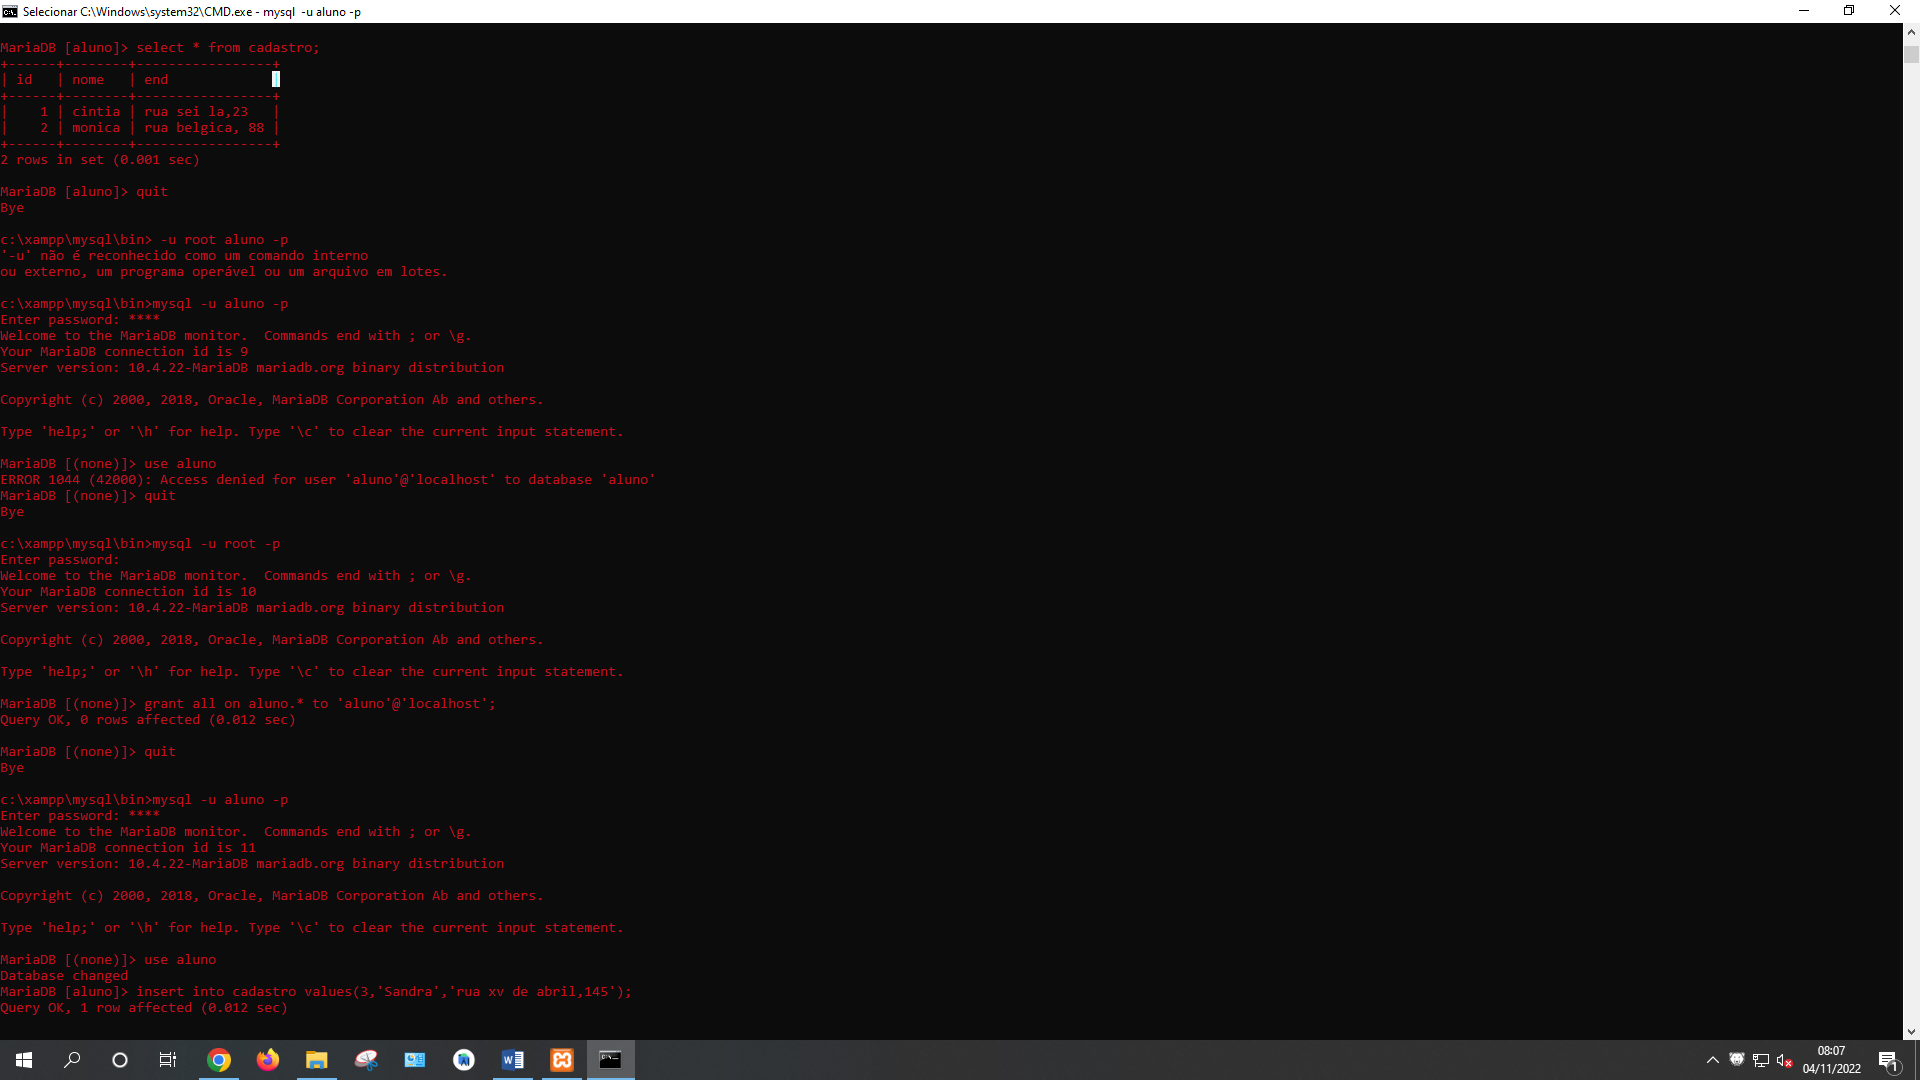 Selecionar C:\Windows\system32\CMD.exe - mysql  -u aluno -p
MariaDB [aluno]> select * from cadastro;
+------+--------+-----------------+
| id   | nome   | end             |
+------+--------+-----------------+
|    1 | cintia | rua sei la,23   |
|    2 | monica | rua belgica, 88 |
+------+--------+-----------------+
2 rows in set (0.001 sec)
MariaDB [aluno]> quit
Bye
c:\xampp\mysql\bin> -u root aluno -p
'-u' não é reconhecido como um comando interno
ou externo, um programa operável ou um arquivo em lotes.
c:\xampp\mysql\bin>mysql -u aluno -p
Enter password: ****
Welcome to the MariaDB monitor.  Commands end with ; or \g.
Your MariaDB connection id is 9
Server version: 10.4.22-MariaDB mariadb.org binary distribution
Copyright (c) 2000, 2018, Oracle, MariaDB Corporation Ab and others.
Type 'help;' or '\h' for help. Type '\c' to clear the current input statement.
MariaDB [(none)]> use aluno
ERROR 1044 (42000): Access denied for user 'aluno'@'localhost' to database 'aluno'
MariaDB [(none)]> quit
Bye
c:\xampp\mysql\bin>mysql -u root -p
Enter password:
Welcome to the MariaDB monitor.  Commands end with ; or \g.
Your MariaDB connection id is 10
Server version: 10.4.22-MariaDB mariadb.org binary distribution
Copyright (c) 2000, 2018, Oracle, MariaDB Corporation Ab and others.
Type 'help;' or '\h' for help. Type '\c' to clear the current input statement.
MariaDB [(none)]> grant all on aluno.* to 'aluno'@'localhost';
Query OK, 0 rows affected (0.012 sec)
MariaDB [(none)]> quit
Bye
c:\xampp\mysql\bin>mysql -u aluno -p
Enter password: ****
Welcome to the MariaDB monitor.  Commands end with ; or \g.
Your MariaDB connection id is 11
Server version: 10.4.22-MariaDB mariadb.org binary distribution
Copyright (c) 2000, 2018, Oracle, MariaDB Corporation Ab and others.
Type 'help;' or '\h' for help. Type '\c' to clear the current input statement.
MariaDB [(none)]> use aluno
Database changed
MariaDB [aluno]> insert into cadastro values(3,'Sandra','rua xv de abril,145');
Query OK, 1 row affected (0.012 sec)
08:07
04/11/2022
1